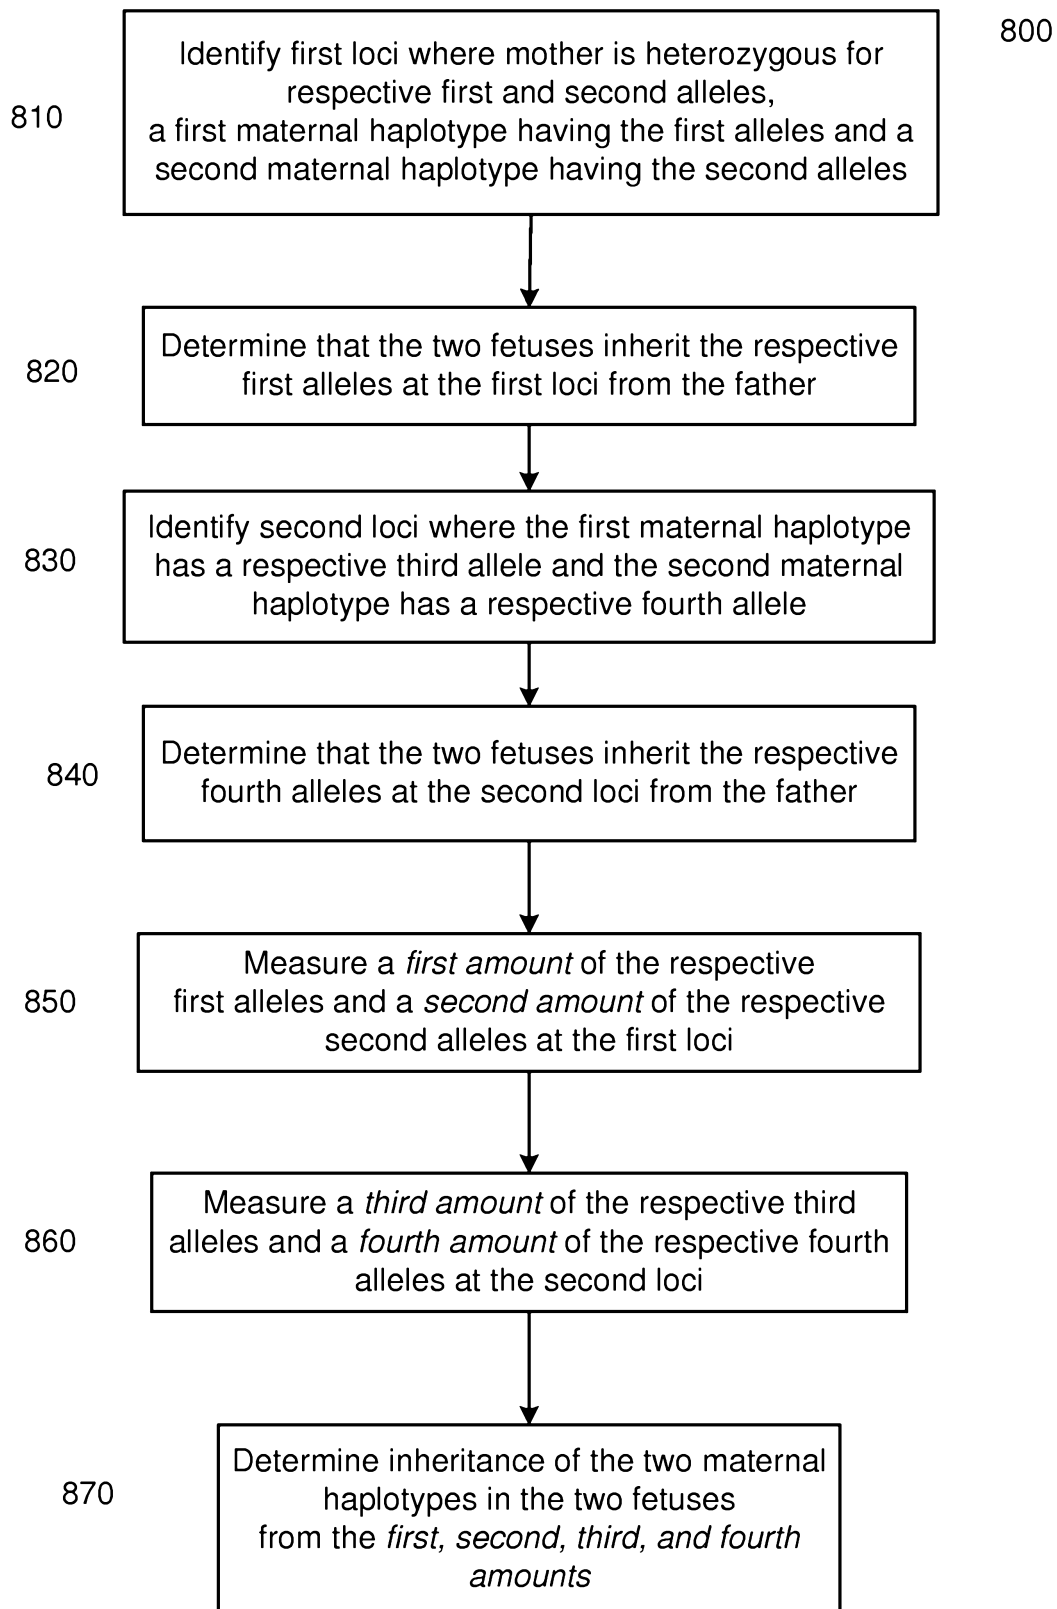 800
810
Identify first loci where mother is heterozygous for
respective first and second alleles,
a first maternal haplotype having the first alleles and a
second maternal haplotype having the second alleles
820
Determine that the two fetuses inherit the respective
first alleles at the first loci from the father
830
Identify second loci where the first maternal haplotype
has a respective third allele and the second maternal
haplotype has a respective fourth allele
840
Determine that the two fetuses inherit the respective
fourth alleles at the second loci from the father
850
Measure a first amount of the respective
first alleles and a second amount of the respective
second alleles at the first loci
860
Measure a third amount of the respective third
alleles and a fourth amount of the respective fourth
alleles at the second loci
870
Determine inheritance of the two maternal
haplotypes in the two fetuses
from the first, second, third, and fourth
amounts